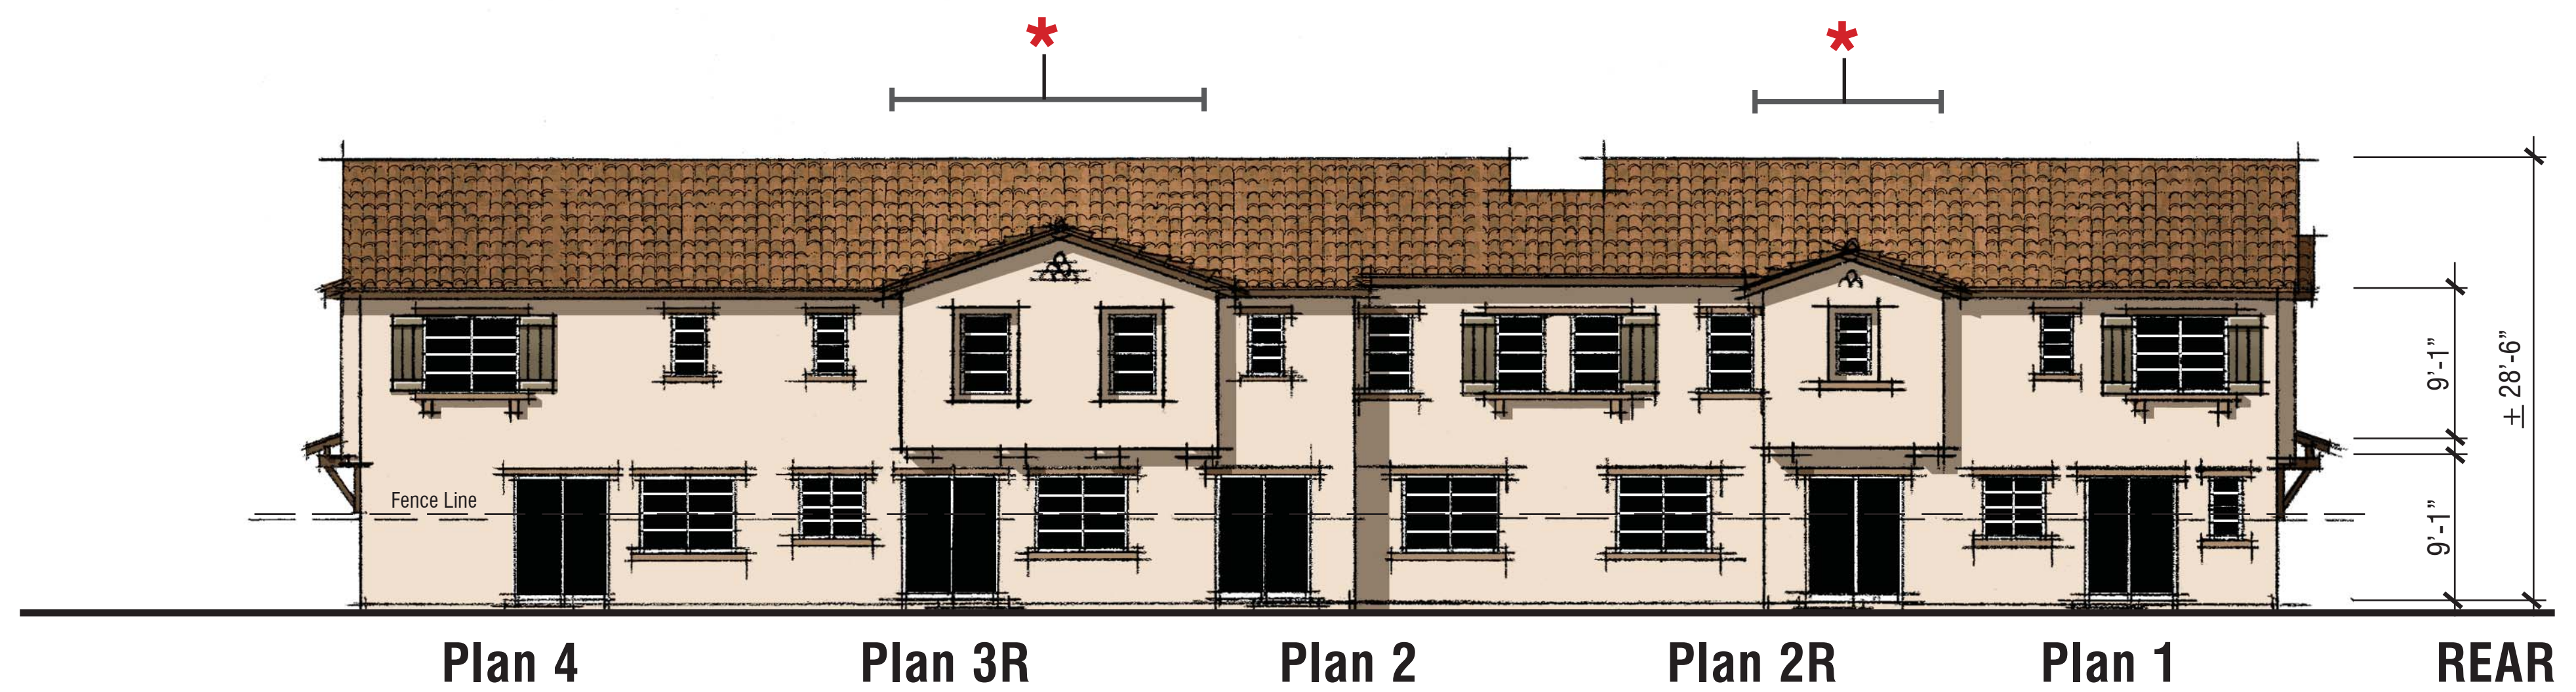 *
*
Fence Line
9'-1"
± 28'-6"
9'-1"
Plan 4
Plan 3R
Plan 2
Plan 2R
Plan 1
REAR